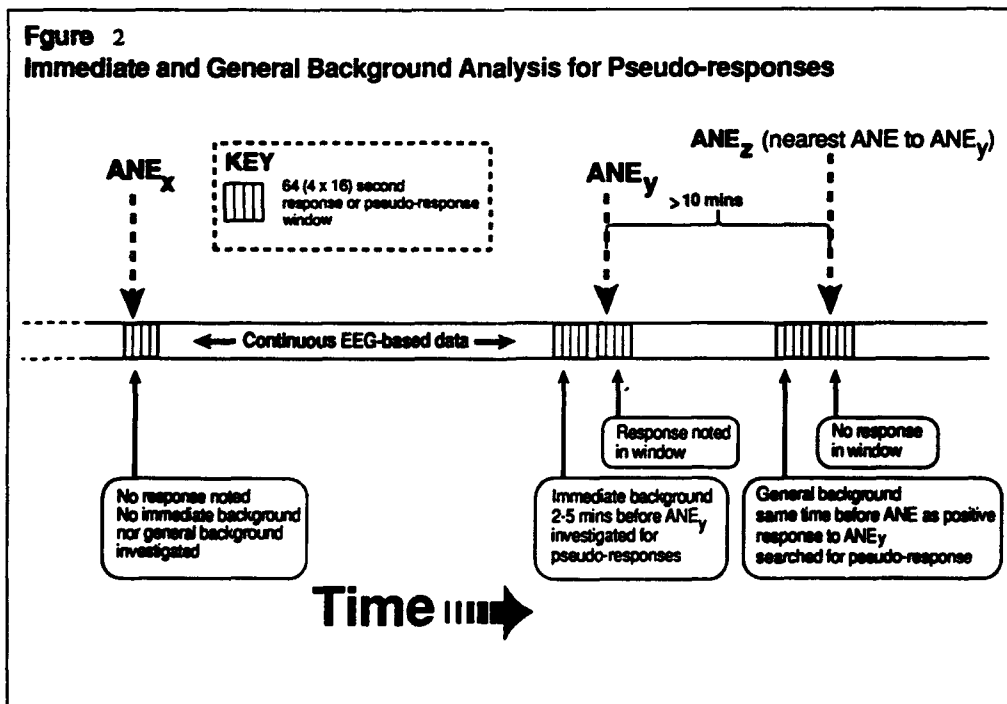 Fgure 2
Immediate and General Background Analysis for Pseudo-responses
ANEx
KEY
64 (4 x 16) second
response or pseudo-response
window
ANEy
ANEz (nearest ANE to ANEy)
>10 mins
Continuous EEG-based data
Response noted
in window
No response
in window
No response noted
No immediate background
nor general background
investigated
Immediate background
2-5 mins before ANEy
investigated for
pseudo-responses
General background
same time before ANE as positive
response to ANEy
searched for pseudo-response
Time